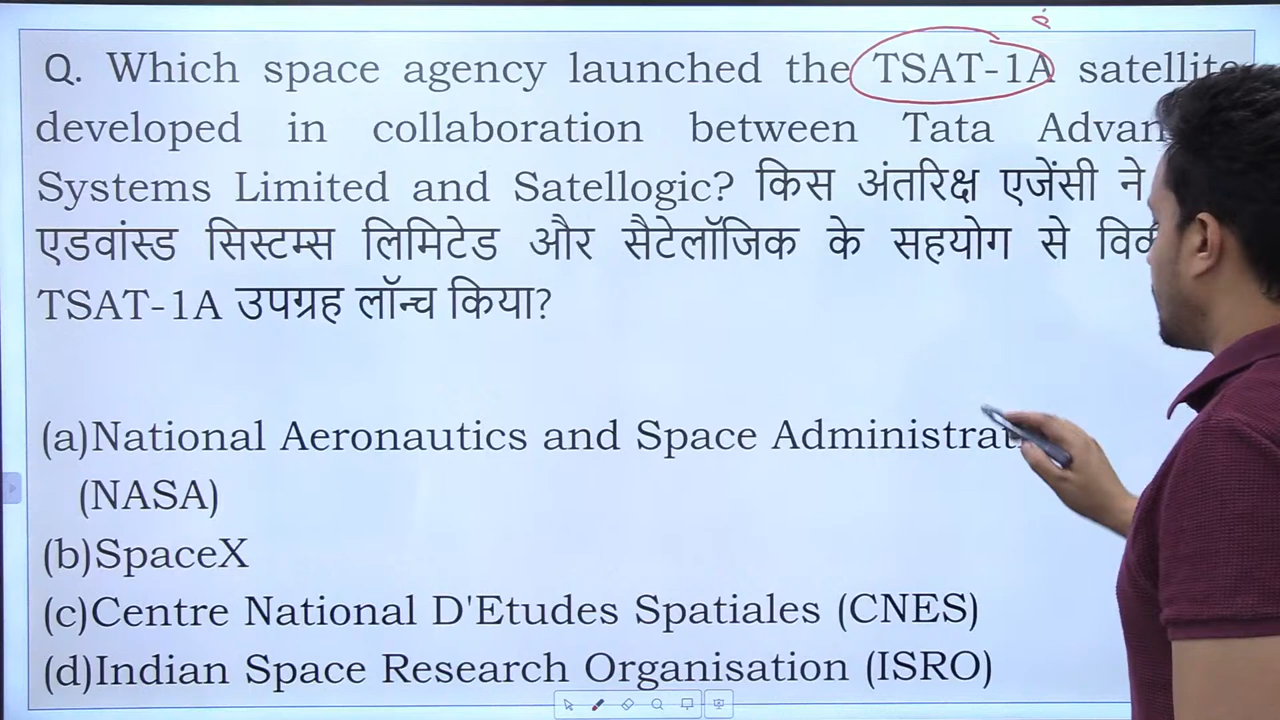 Q. Which space agency launched the TSAT-1A satellite
developed in collaboration between Tata
Systems Limited and Satellogic? किस अंतरिक्ष एजेंसी ने
एडवांस्ड सिस्टम्स लिमिटेड और सैटेलॉजिक के सहयोग से
TSAT-1A उपग्रह लॉन्च किया?
(a)National Aeronautics and Space
(NASA)
(b)SpaceX
(c)Centre National D'Etudes Spatiales (CNES)
(d)Indian Space Research Organisation (ISRO)